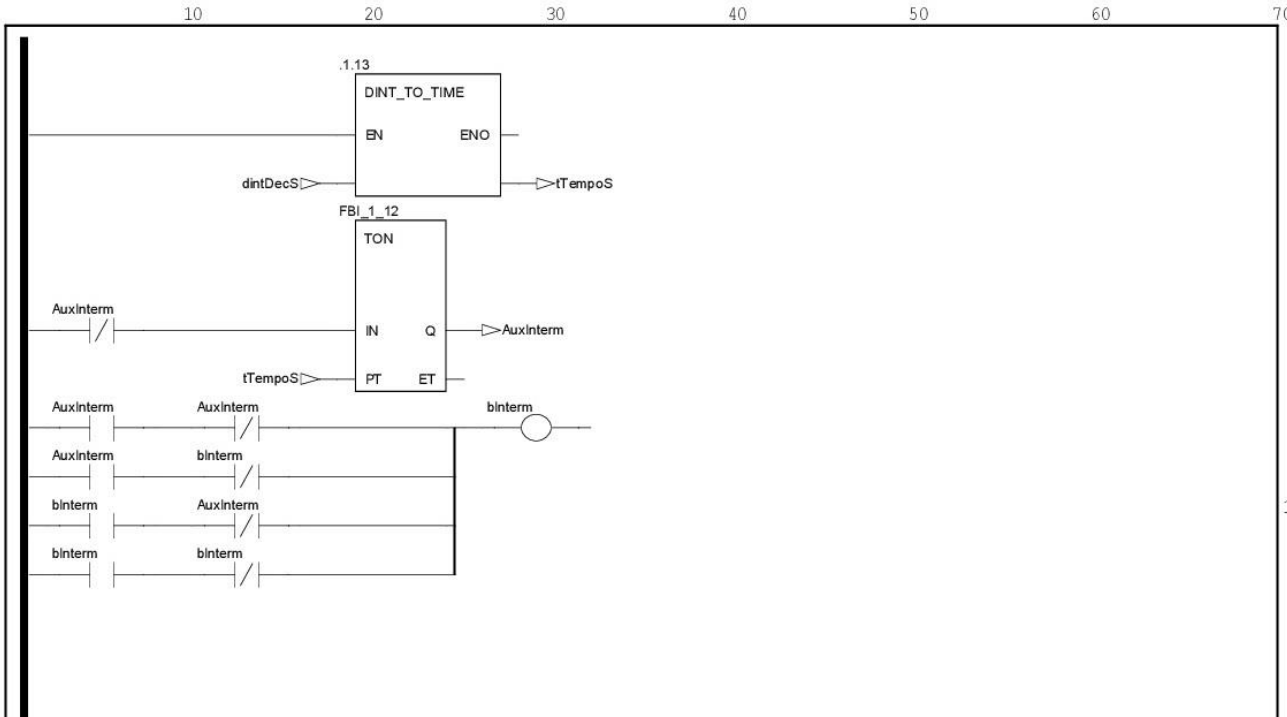 10 20 30 40 50 60 70
.1.13
DINT_TO_TIME
EN ENO
dintDecS tTempoS
FBI_1_12
TON
AuxInterm
IN Q AuxInterm
tTempoS PT ET
AuxInterm AuxInterm bInterm
AuxInterm bInterm
bInterm AuxInterm
bInterm bInterm